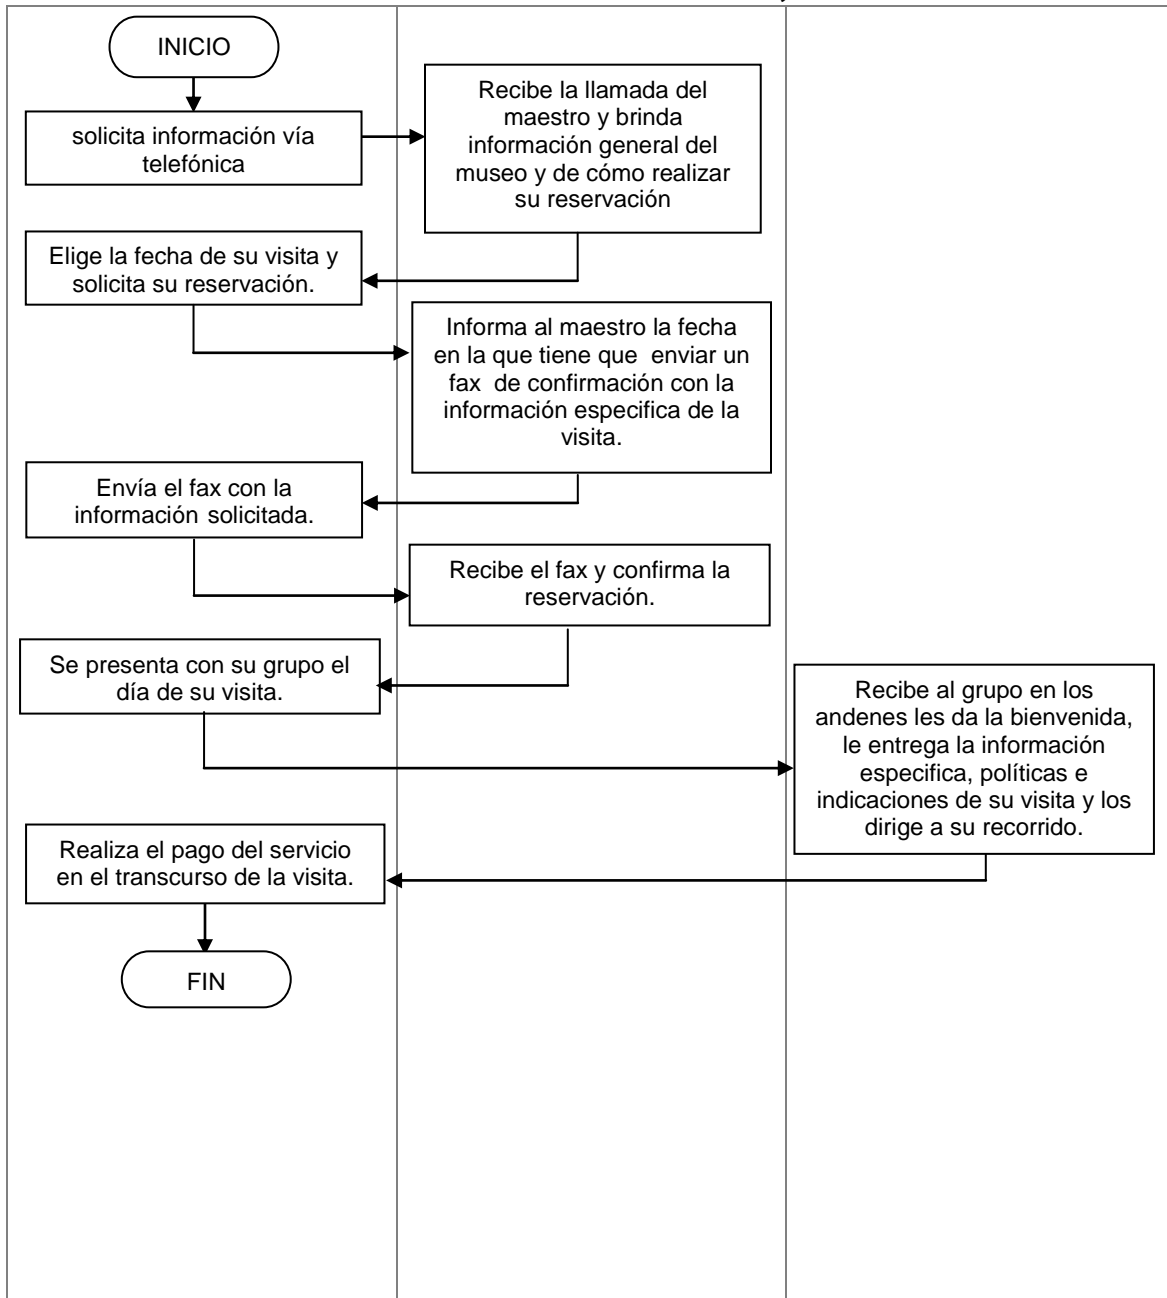 INICIO
solicita información vía
telefónica
Recibe la llamada del
maestro y brinda
información general del
museo y de cómo realizar
su reservación
Elige la fecha de su visita y
solicita su reservación.
Informa al maestro la fecha
en la que tiene que enviar un
fax de confirmación con la
información especifica de la
visita.
Envía el fax con la
información solicitada.
Recibe el fax y confirma la
reservación.
Se presenta con su grupo el
día de su visita.
Recibe al grupo en los
andenes les da la bienvenida,
le entrega la información
especifica, políticas e
indicaciones de su visita y los
dirige a su recorrido.
Realiza el pago del servicio
en el transcurso de la visita.
FIN